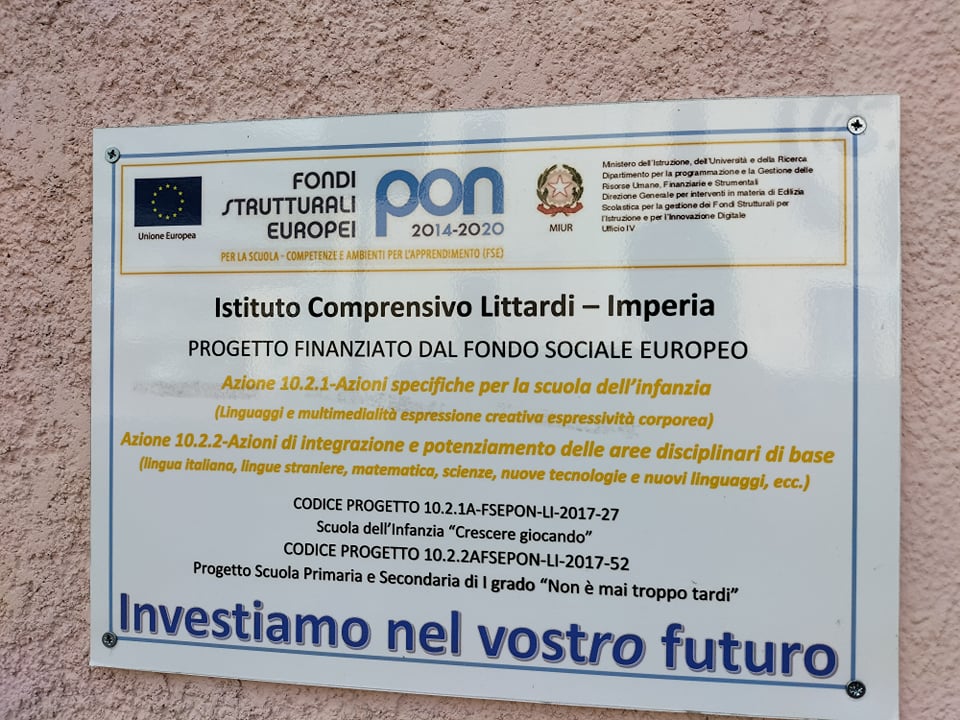 Unione Europea
FONDI
STRUTTURALI
EUROPEI
pon
2014-2020
PER LA SCUOLA - COMPETENZE E AMBIENTI PER L'APPRENDIMENTO (FSE)
MIUR
Ministero dell'Istruzione, dell'Università e della Ricerca
Dipartimento per la programmazione e la Gestione delle
Risorse Umane, Finanziarie e Strumentali
Direzione Generale per interventi in materia di Edilizia
Scolastica per la gestione dei Fondi Strutturali per
l'Istruzione e per l'Innovazione Digitale
Ufficio IV
Istituto Comprensivo Littardi – Imperia
PROGETTO FINANZIATO DAL FONDO SOCIALE EUROPEO
Azione 10.2.1-Azioni specifiche per la scuola dell'infanzia
(Linguaggi e multimedialità espressione creativa espressività corporea)
Azione 10.2.2-Azioni di integrazione e potenziamento delle aree disciplinari di base
(lingua italiana, lingue straniere, matematica, scienze, nuove tecnologie e nuovi linguaggi, ecc.)
CODICE PROGETTO 10.2.1A-FSEPON-LI-2017-27
Scuola dell'Infanzia "Crescere giocando"
CODICE PROGETTO 10.2.2AFSEPON-LI-2017-52
Progetto Scuola Primaria e Secondaria di I grado "Non è mai troppo tardi"
Investiamo nel vostro futuro